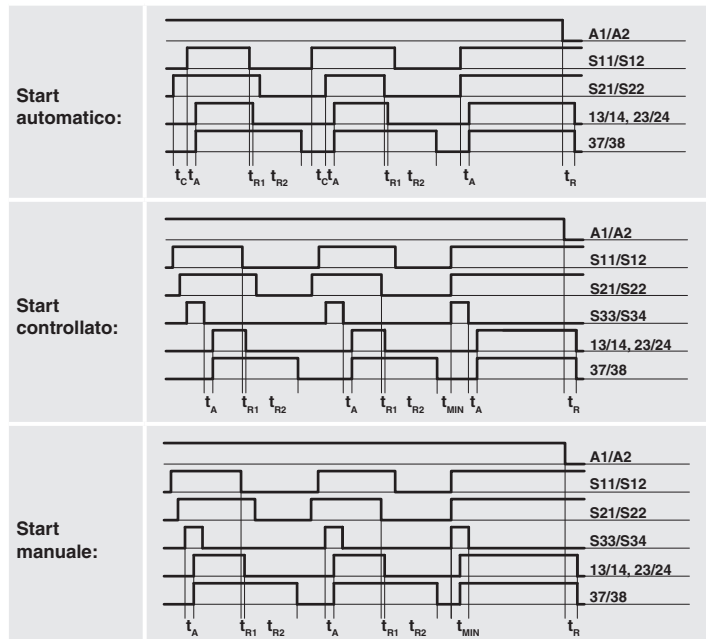 Start
automatico:
A1/A2
S11/S12
S21/S22
13/14, 23/24
37/38
tC tA tR1 tR2 tC tA tR1 tR2 tA tR
Start
controllato:
A1/A2
S11/S12
S21/S22
S33/S34
13/14, 23/24
37/38
tA tR1 tR2 tA tR1 tR2 tMIN tA tR
Start
manuale:
A1/A2
S11/S12
S21/S22
S33/S34
13/14, 23/24
37/38
tA tR1 tR2 tA tR1 tR2 tMIN tR